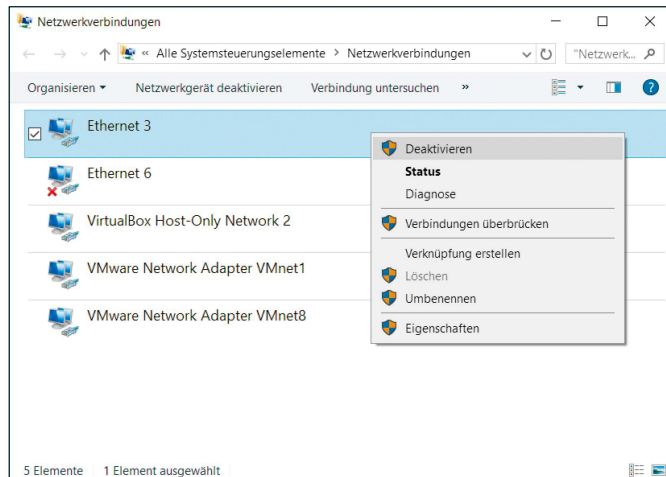 Netzwerkverbindungen
« Alle Systemsteuerungselemente > Netzwerkverbindungen
"Netzwerk...
Organisieren
Netzwerkgerät deaktivieren
Verbindung untersuchen
»
?
Ethernet 3
Ethernet 6
VirtualBox Host-Only Network 2
VMware Network Adapter VMnet1
VMware Network Adapter VMnet8
Deaktivieren
Status
Diagnose
Verbindungen überbrücken
Verknüpfung erstellen
Löschen
Umbenennen
Eigenschaften
5 Elemente
1 Element ausgewählt